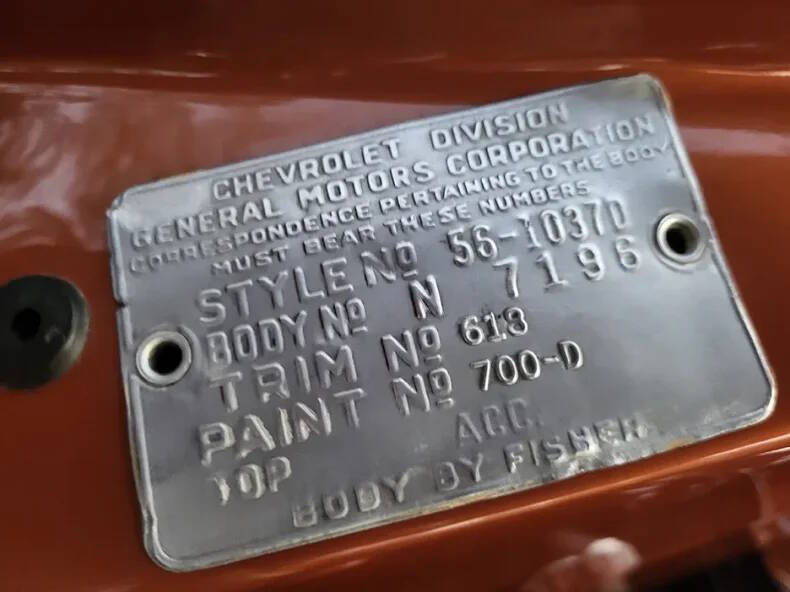 CHEVROLET DIVISION
GENERAL MOTORS CORPORATION
CORRESPONDENCE PERTAINING TO THE BODY
MUST BEAR THESE NUMBERS
STYLE No 56-1037D
BODY No N 7196
TRIM No 613
PAINT No 700-D
TOP ACC.
BODY BY FISHER